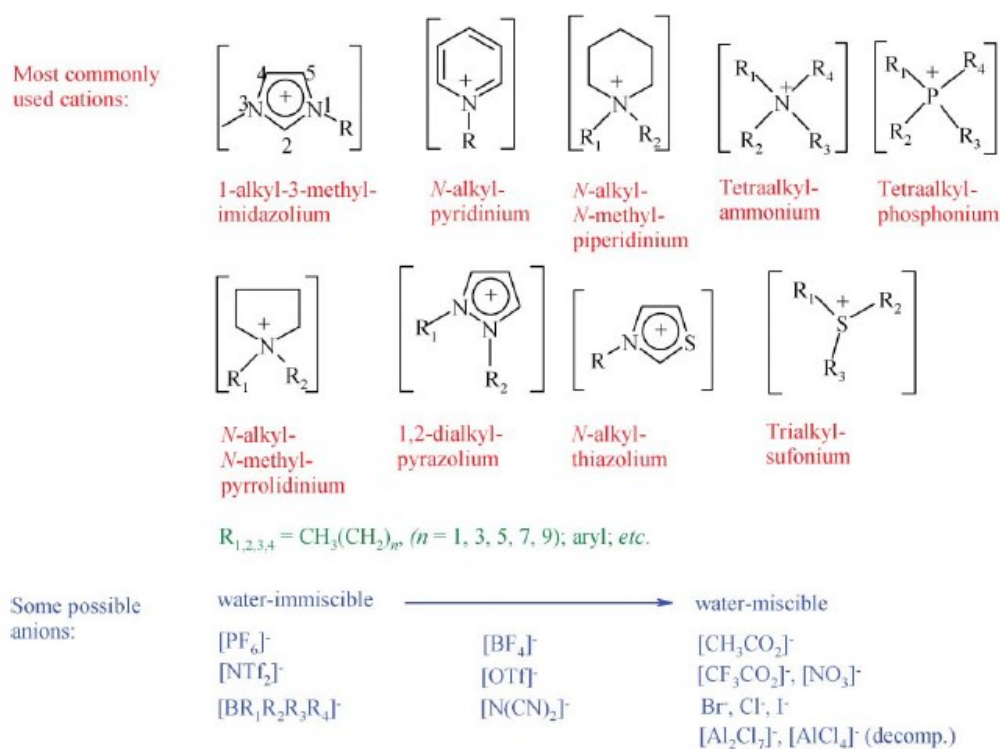 Most commonly
used cations:
4 5
3 N + N 1
2 R
1-alkyl-3-methyl-
imidazolium
+
N
R
N-alkyl-
pyridinium
+
N
R₁ R₂
N-alkyl-
N-methyl-
piperidinium
R₁ R₄
N +
R₂ R₃
Tetraalkyl-
ammonium
R₁ + R₄
P
R₂ R₃
Tetraalkyl-
phosphonium
+
N
R₁ R₂
N-alkyl-
N-methyl-
pyrrolidinium
+
N
R₁ N
R₂
1,2-dialkyl-
pyrazolium
+
N S
R
N-alkyl-
thiazolium
R₁ + R₂
S
R₃
Trialkyl-
sufonium
R₁,₂,₃,₄ = CH₃(CH₂)ₙ, (n = 1, 3, 5, 7, 9); aryl; etc.
Some possible
anions:
water-immiscible water-miscible
[PF₆]⁻ [BF₄]⁻ [CH₃CO₂]⁻
[NTf₂]⁻ [OTf]⁻ [CF₃CO₂]⁻, [NO₃]⁻
[BR₁R₂R₃R₄]⁻ [N(CN)₂]⁻ Br⁻, Cl⁻, I⁻
[Al₂Cl₇]⁻, [AlCl₄]⁻ (decomp.)